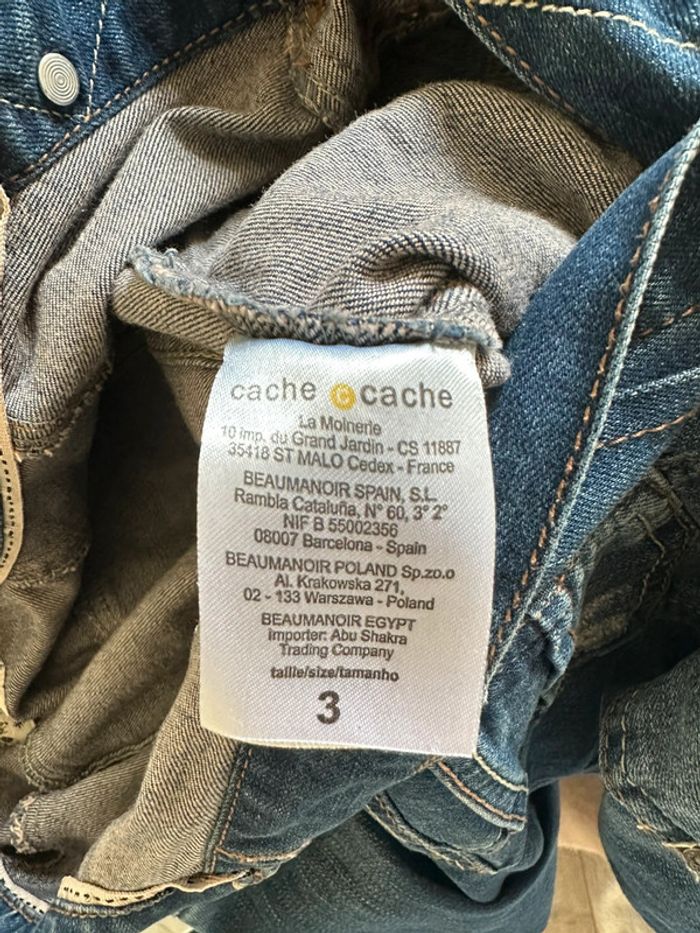 cache c cache
La Moinerie
10 imp. du Grand Jardin - CS 11887
35418 ST MALO Cedex - France
BEAUMANOIR SPAIN, S.L.
Rambla Cataluña, N° 60, 3° 2°
NIF B 55002356
08007 Barcelona - Spain
BEAUMANOIR POLAND Sp.zo.o
Al. Krakowska 271,
02 - 133 Warszawa - Poland
BEAUMANOIR EGYPT
Importer: Abu Shakra
Trading Company
taille/size/tamanho
3